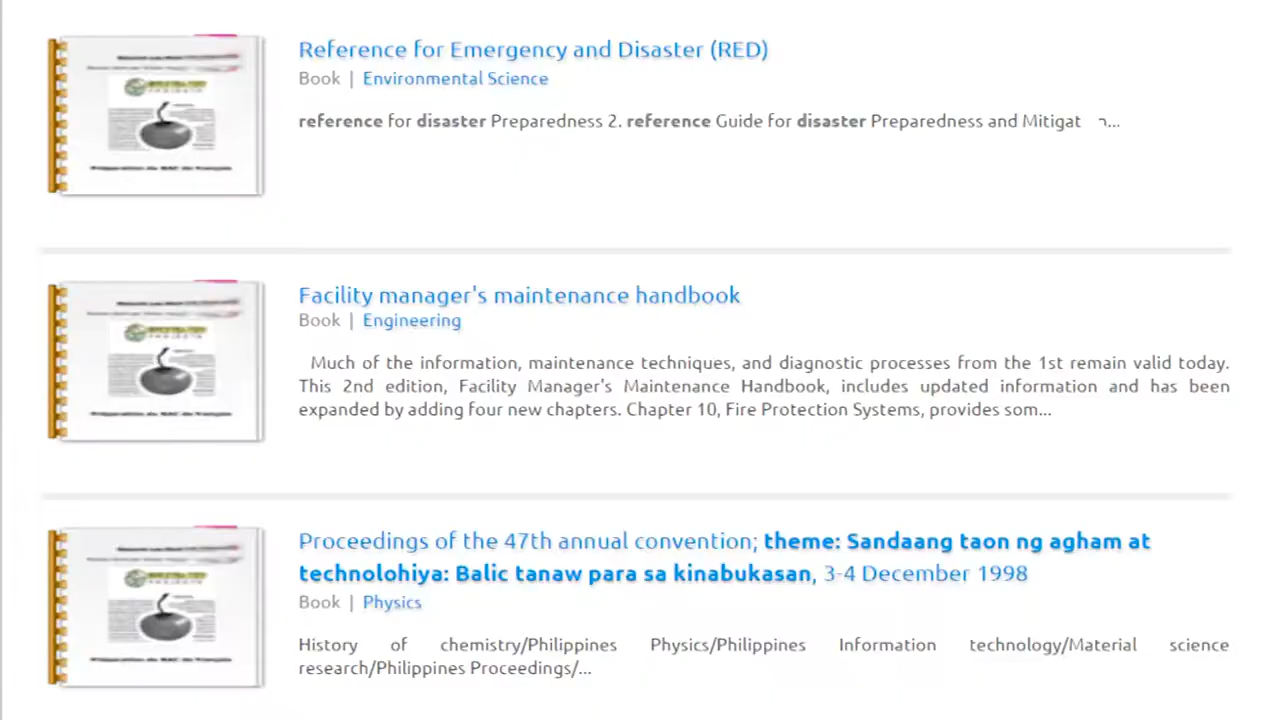 Reference for Emergency and Disaster (RED)
Book | Environmental Science
reference for disaster Preparedness 2. reference Guide for disaster Preparedness and
Facility manager's maintenance handbook
Book | Engineering
Much of the information, maintenance techniques, and diagnostic processes from the 1st remain valid today.
This 2nd edition, Facility Manager's Maintenance Handbook, includes updated information and has been
expanded by adding four new chapters. Chapter 10, Fire Protection Systems, provides som...
Proceedings of the 47th annual convention; theme: Sandaang taon ng agham at
technolohiya: Balic tanaw para sa kinabukasan, 3-4 December 1998
Book | Physics
History of chemistry/Philippines Physics/Philippines Information technology/Material science
research/Philippines Proceedings/...